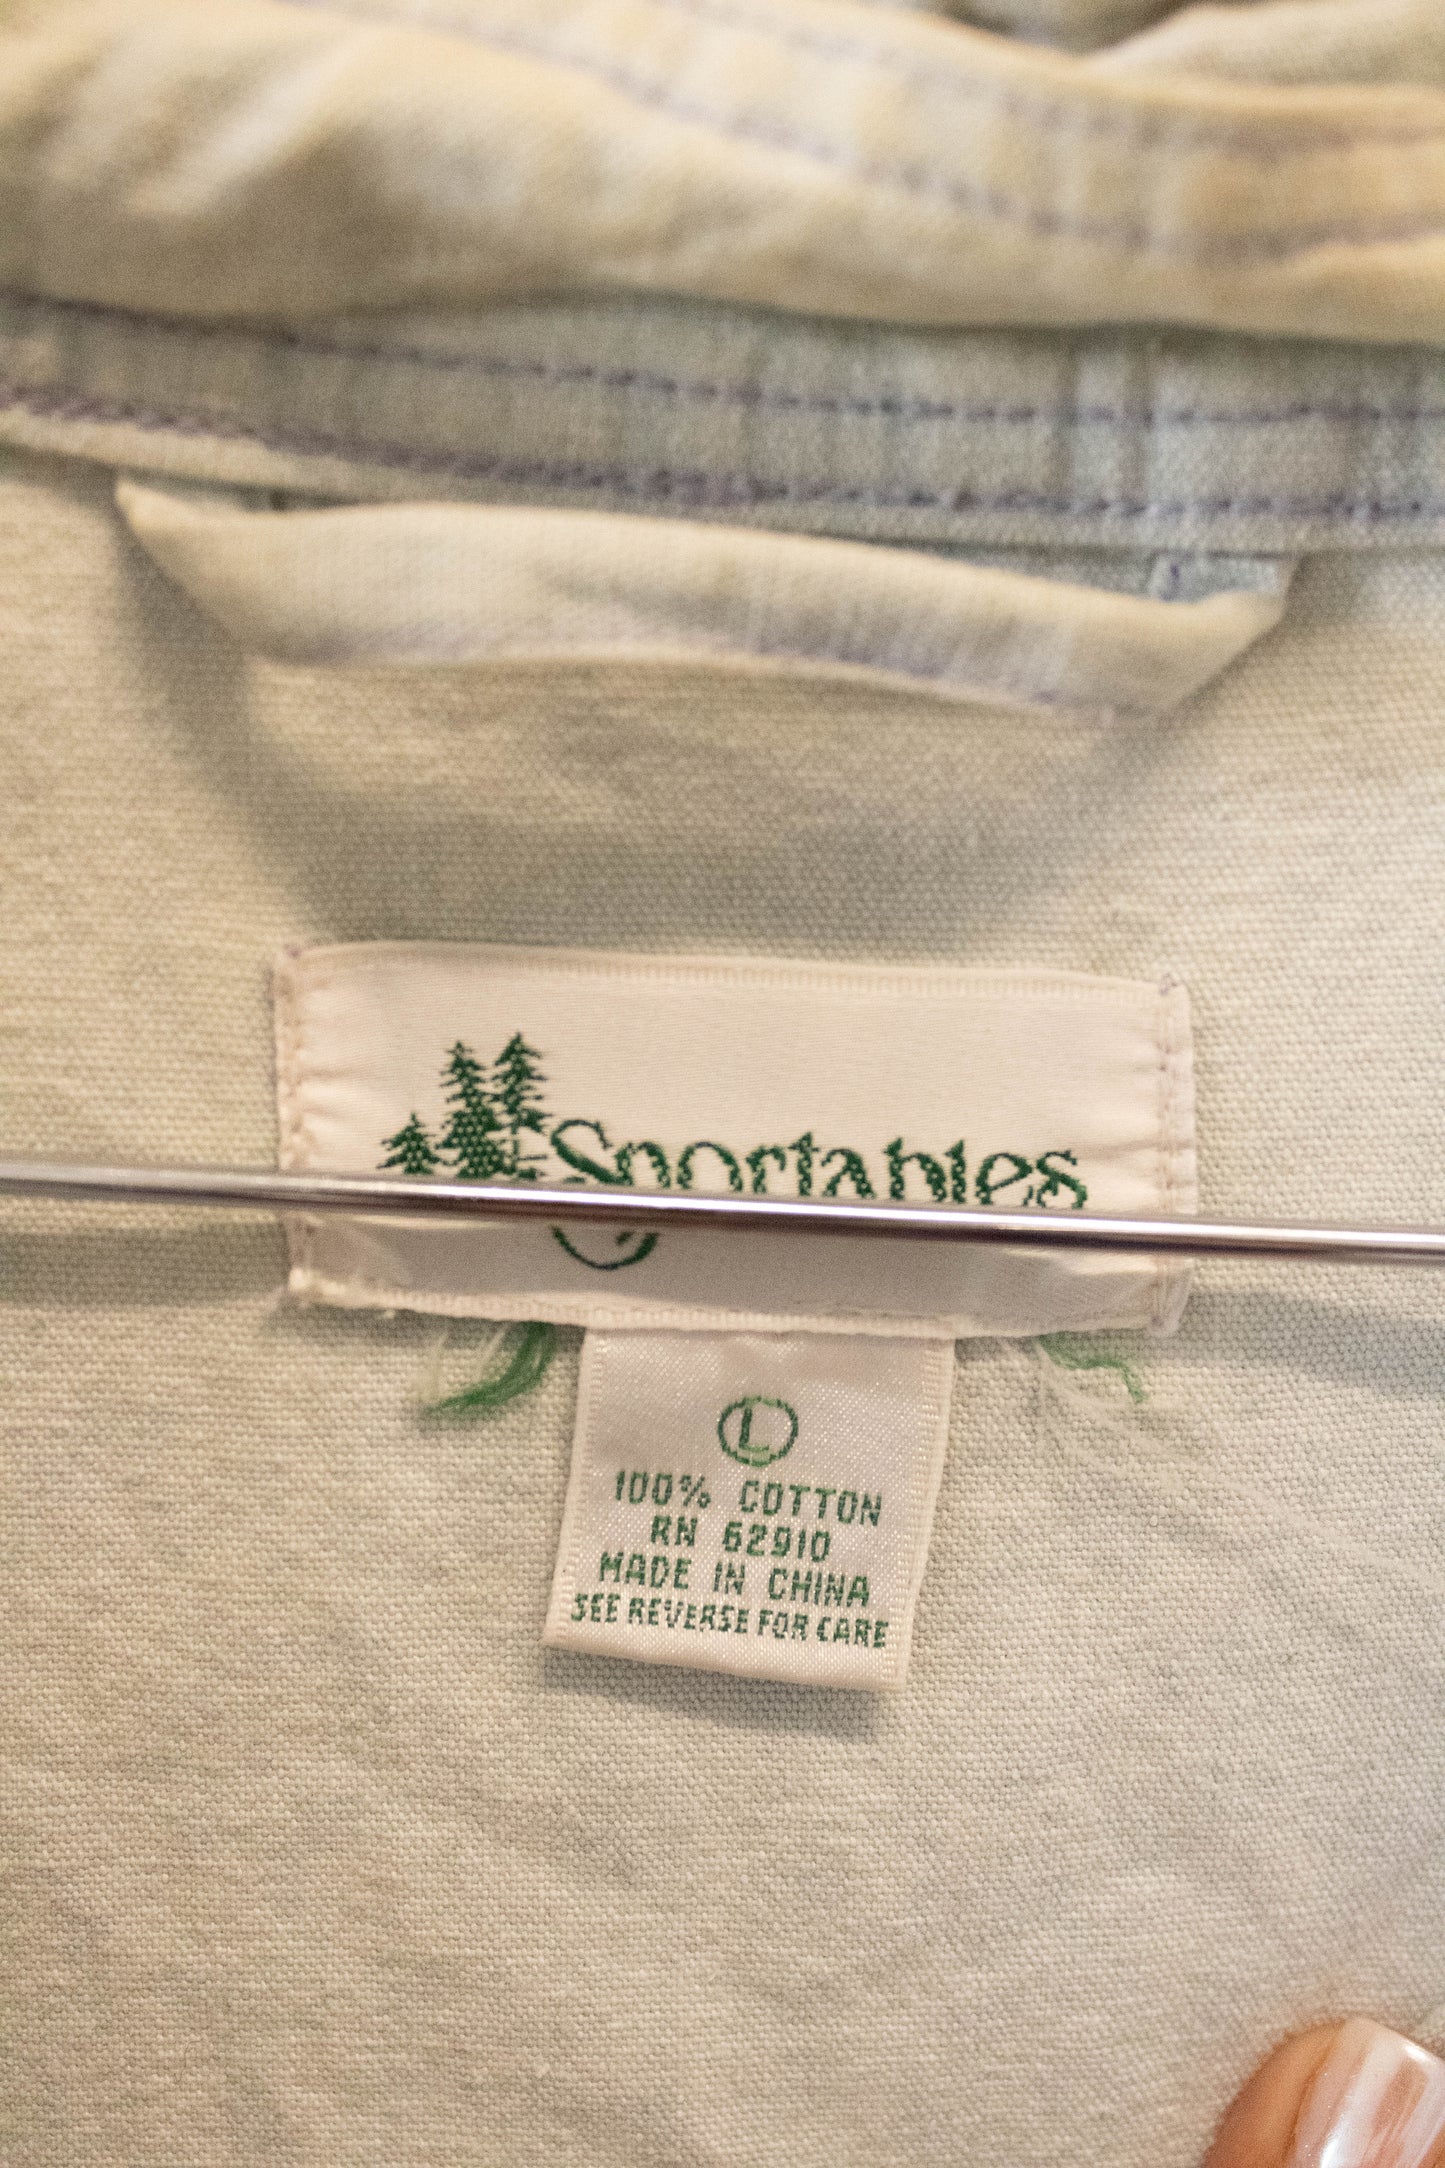 Sportables
L
100% COTTON
RN 62910
MADE IN CHINA
SEE REVERSE FOR CARE